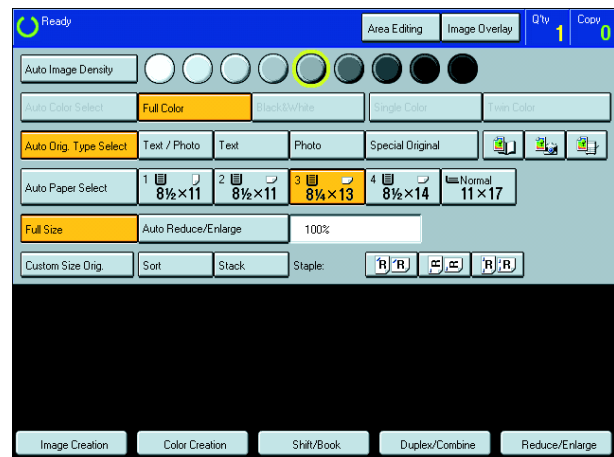 Ready Area Editing Image Overlay Q'ty 1 Copy 0
Auto Image Density
Auto Color Select Full Color Black&White Single Color Twin Color
Auto Orig. Type Select Text / Photo Text Photo Special Original
Auto Paper Select 1 8½×11 2 8½×11 3 8¼×13 4 8½×14 Normal 11×17
Full Size Auto Reduce/Enlarge 100%
Custom Size Orig. Sort Stack Staple: R R R R R R
Image Creation Color Creation Shift/Book Duplex/Combine Reduce/Enlarge